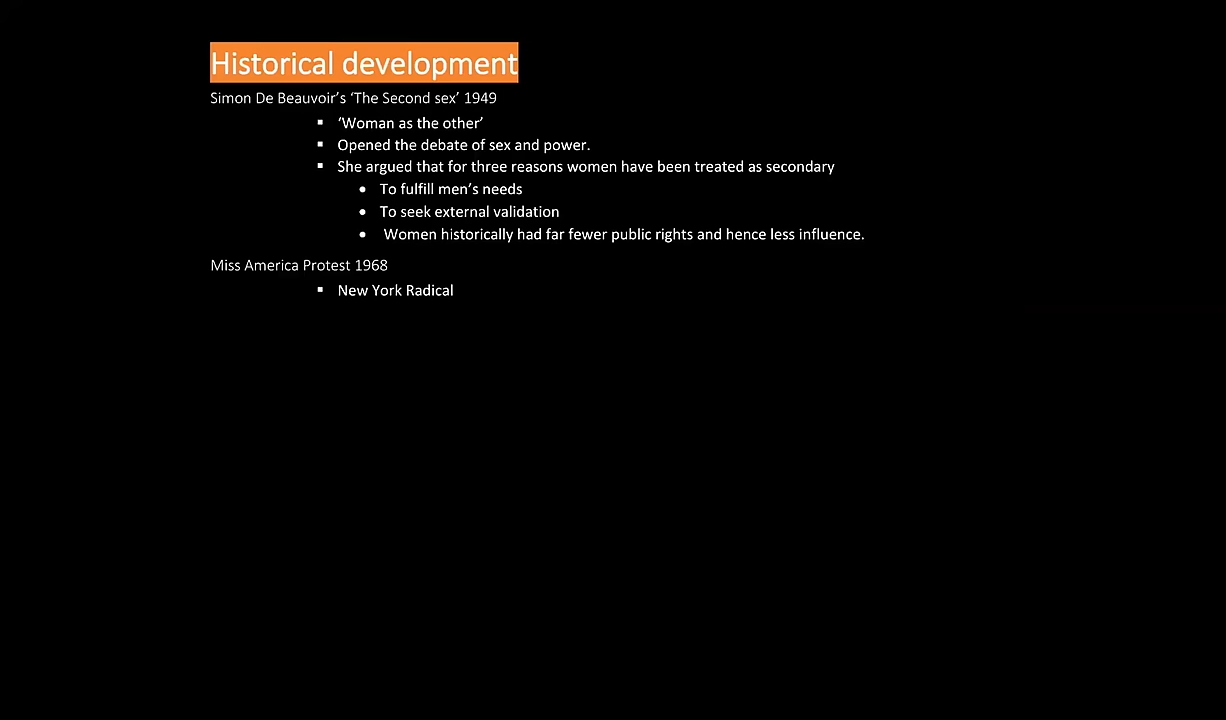 Historical development
Simon De Beauvoir’s ‘The Second sex’ 1949
▪ ‘Woman as the other’
▪ Opened the debate of sex and power.
▪ She argued that for three reasons women have been treated as secondary
• To fulfill men’s needs
• To seek external validation
• Women historically had far fewer public rights and hence less influence.
Miss America Protest 1968
▪ New York Radical